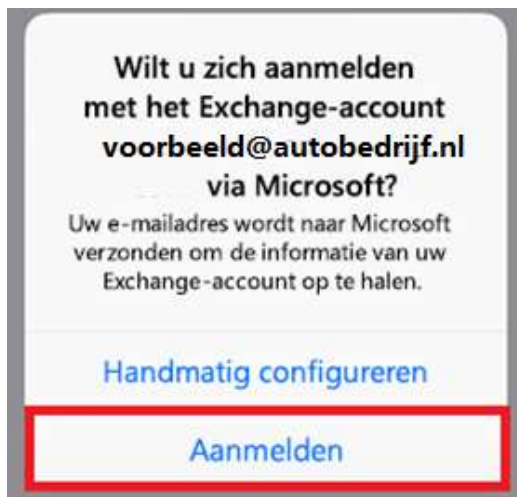 Wilt u zich aanmelden
met het Exchange-account
voorbeeld@autobedrijf.nl
via Microsoft?
Uw e-mailadres wordt naar Microsoft
verzonden om de informatie van uw
Exchange-account op te halen.
Handmatig configureren
Aanmelden